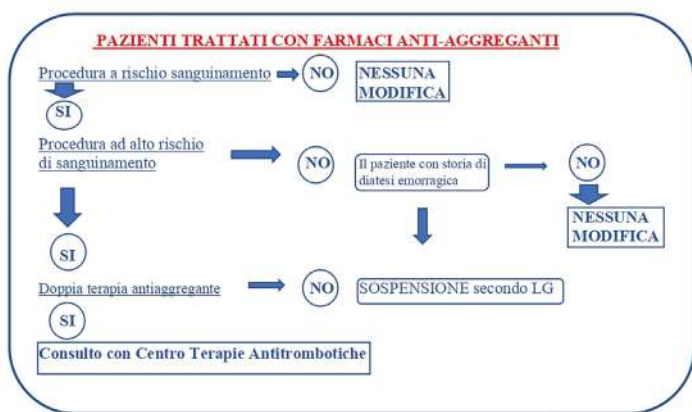 PAZIENTI TRATTATI CON FARMACI ANTI-AGGREGANTI
Procedura a rischio sanguinamento
NO
NESSUNA
MODIFICA
SI
Procedura ad alto rischio
di sanguinamento
NO
Il paziente con storia di
diatesi emorragica
NO
NESSUNA
MODIFICA
SI
Doppia terapia antiaggregante
NO
SOSPENSIONE secondo LG
SI
Consulto con Centro Terapie Antitrombotiche